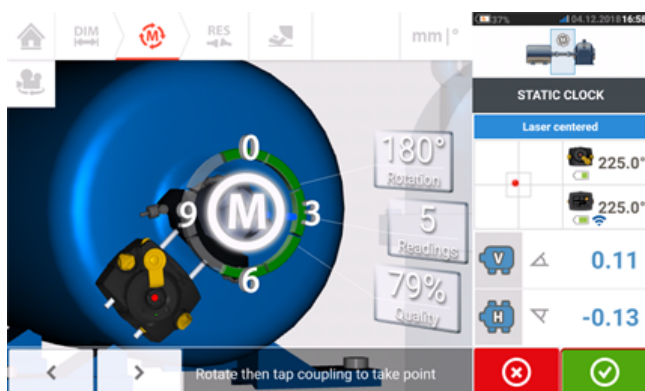 37% 04.12.2018 16:58
DIM
M
RES
mm | °
M
STATIC CLOCK
Laser centered
225.0°
225.0°
0
9
M
3
6
180°
Rotation
5
Readings
79%
Quality
V 0.11
H -0.13
Rotate then tap coupling to take point